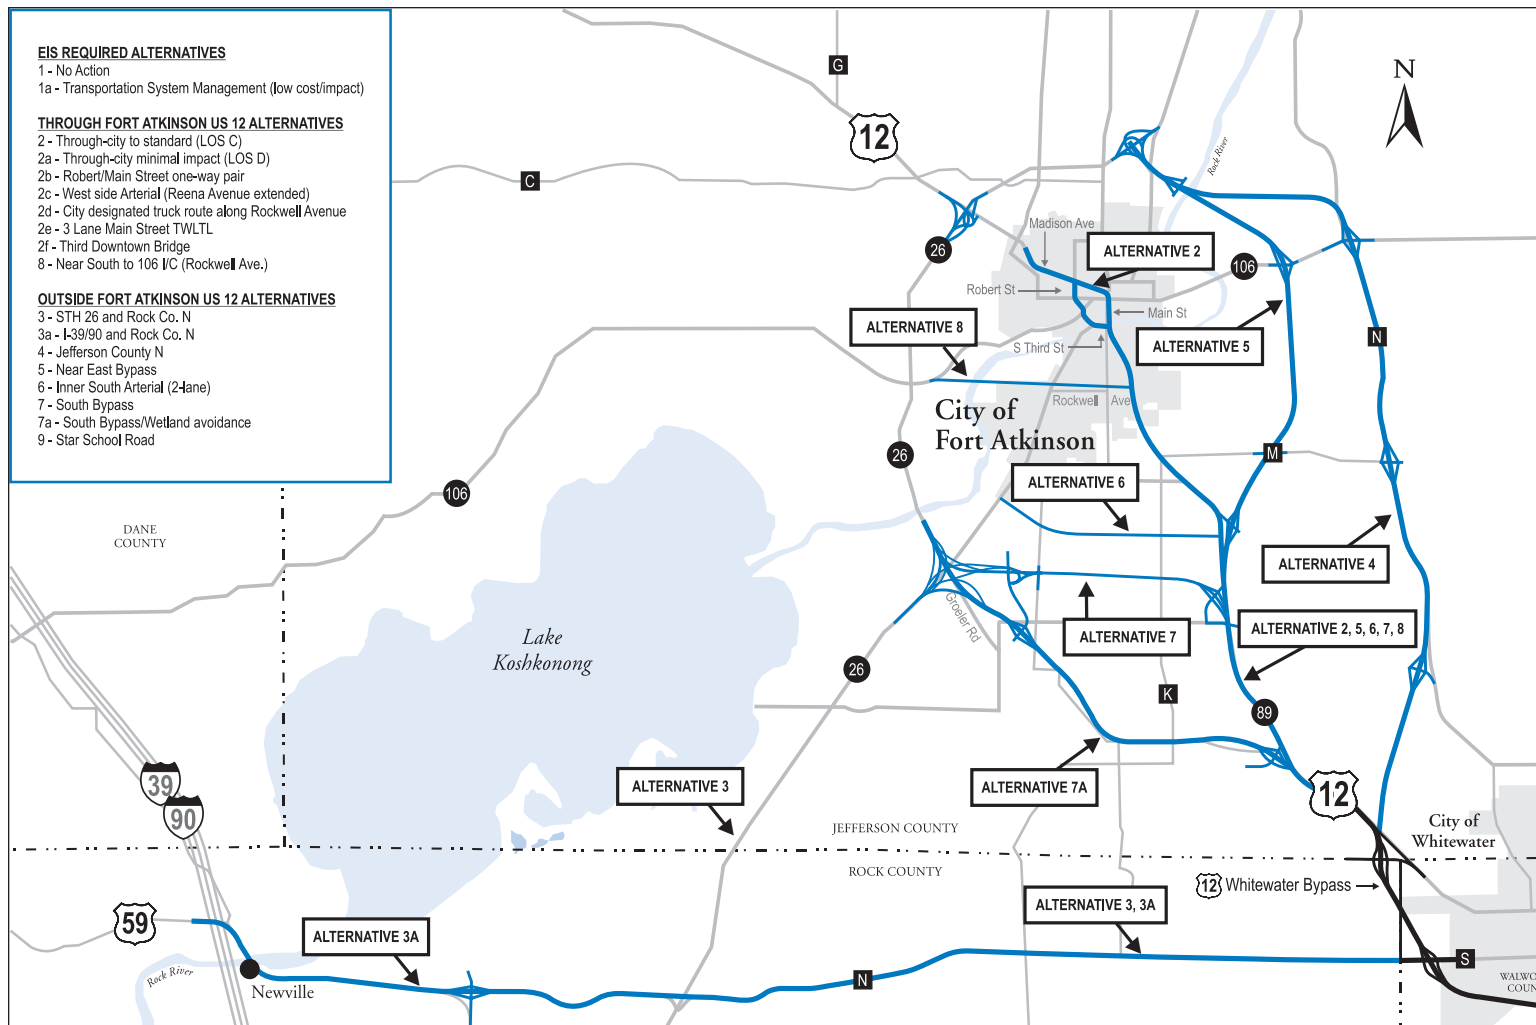 EIS REQUIRED ALTERNATIVES
1 - No Action
1a - Transportation System Management (low cost/impact)
THROUGH FORT ATKINSON US 12 ALTERNATIVES
2 - Through-city to standard (LOS C)
2a - Through-city minimal impact (LOS D)
2b - Robert/Main Street one-way pair
2c - West side Arterial (Reena Avenue extended)
2d - City designated truck route along Rockwell Avenue
2e - 3 Lane Main Street TWLTL
2f - Third Downtown Bridge
8 - Near South to 106 I/C (Rockwell Ave.)
OUTSIDE FORT ATKINSON US 12 ALTERNATIVES
3 - STH 26 and Rock Co. N
3a - I-39/90 and Rock Co. N
4 - Jefferson County N
5 - Near East Bypass
6 - Inner South Arterial (2-lane)
7 - South Bypass
7a - South Bypass/Wetland avoidance
9 - Star School Road
G
N
12
Rock River
C
Madison Ave
26
ALTERNATIVE 2
106
Robert St
Main St
ALTERNATIVE 8
S Third St
ALTERNATIVE 5
N
Rockwell Ave
City of
Fort Atkinson
26
M
ALTERNATIVE 6
106
DANE
COUNTY
ALTERNATIVE 4
Groeler Rd
Lake
Koshkonong
ALTERNATIVE 7
ALTERNATIVE 2, 5, 6, 7, 8
26
K
89
39
90
ALTERNATIVE 3
ALTERNATIVE 7A
12
City of
Whitewater
JEFFERSON COUNTY
ROCK COUNTY
12 Whitewater Bypass
ALTERNATIVE 3, 3A
59
ALTERNATIVE 3A
S
Rock River
Newville
N
WALWO
COUN